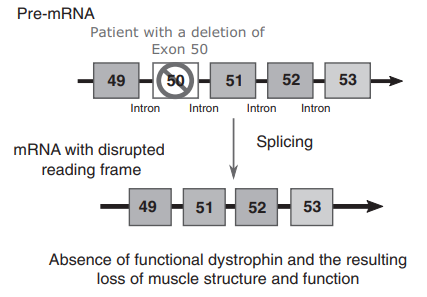 Pre-mRNA
Patient with a deletion of
Exon 50
49 50 51 52 53
Intron Intron Intron Intron
Splicing
mRNA with disrupted
reading frame
49 51 52 53
Absence of functional dystrophin and the resulting
loss of muscle structure and function